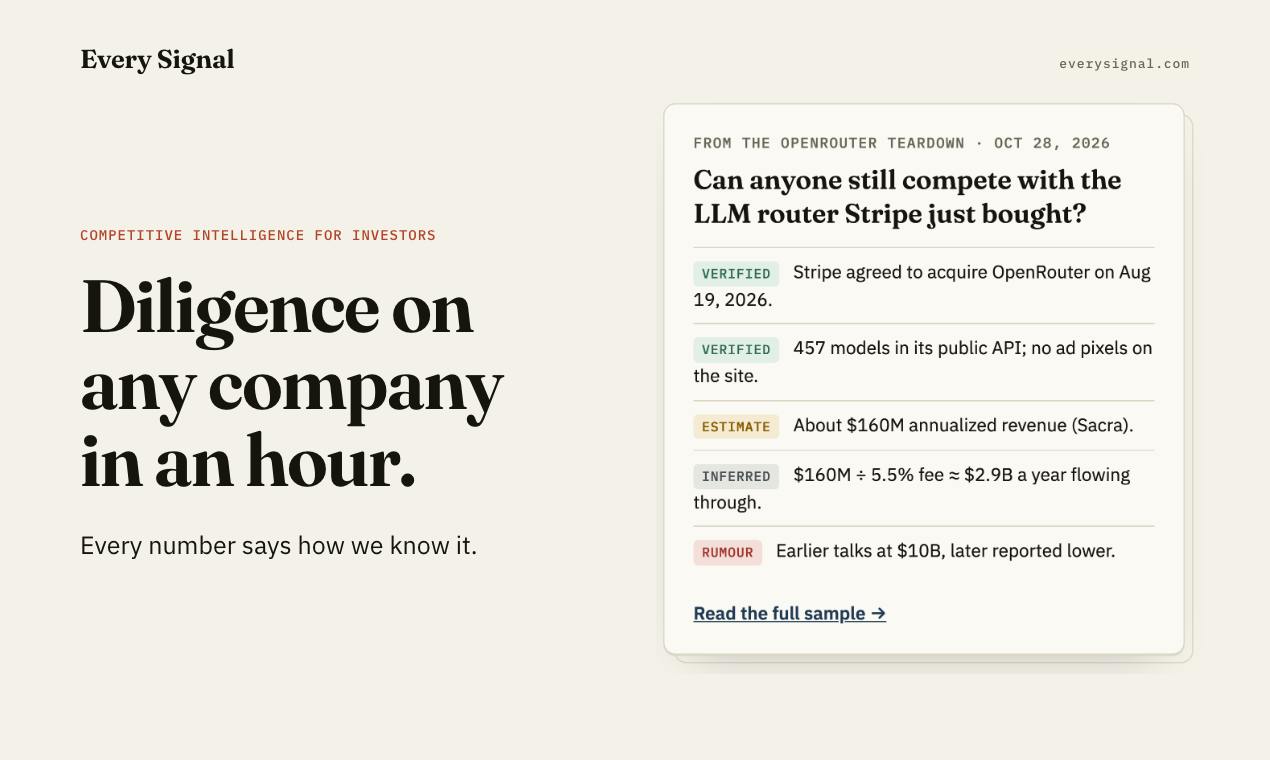 Every Signal
everysignal.com
COMPETITIVE INTELLIGENCE FOR INVESTORS
Diligence on
any company
in an hour.
Every number says how we know it.
FROM THE OPENROUTER TEARDOWN · OCT 28, 2026
Can anyone still compete with the
LLM router Stripe just bought?
VERIFIED Stripe agreed to acquire OpenRouter on Aug
19, 2026.
VERIFIED 457 models in its public API; no ad pixels on
the site.
ESTIMATE About $160M annualized revenue (Sacra).
INFERRED $160M ÷ 5.5% fee ≈ $2.9B a year flowing
through.
RUMOUR Earlier talks at $10B, later reported lower.
Read the full sample →